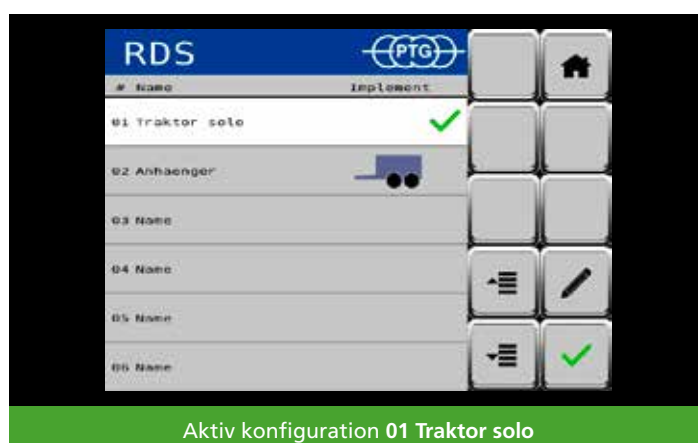 RDS PTG
# Name Implement
01 Traktor solo
02 Anhaenger
03 Name
04 Name
05 Name
06 Name
Aktiv konfiguration 01 Traktor solo